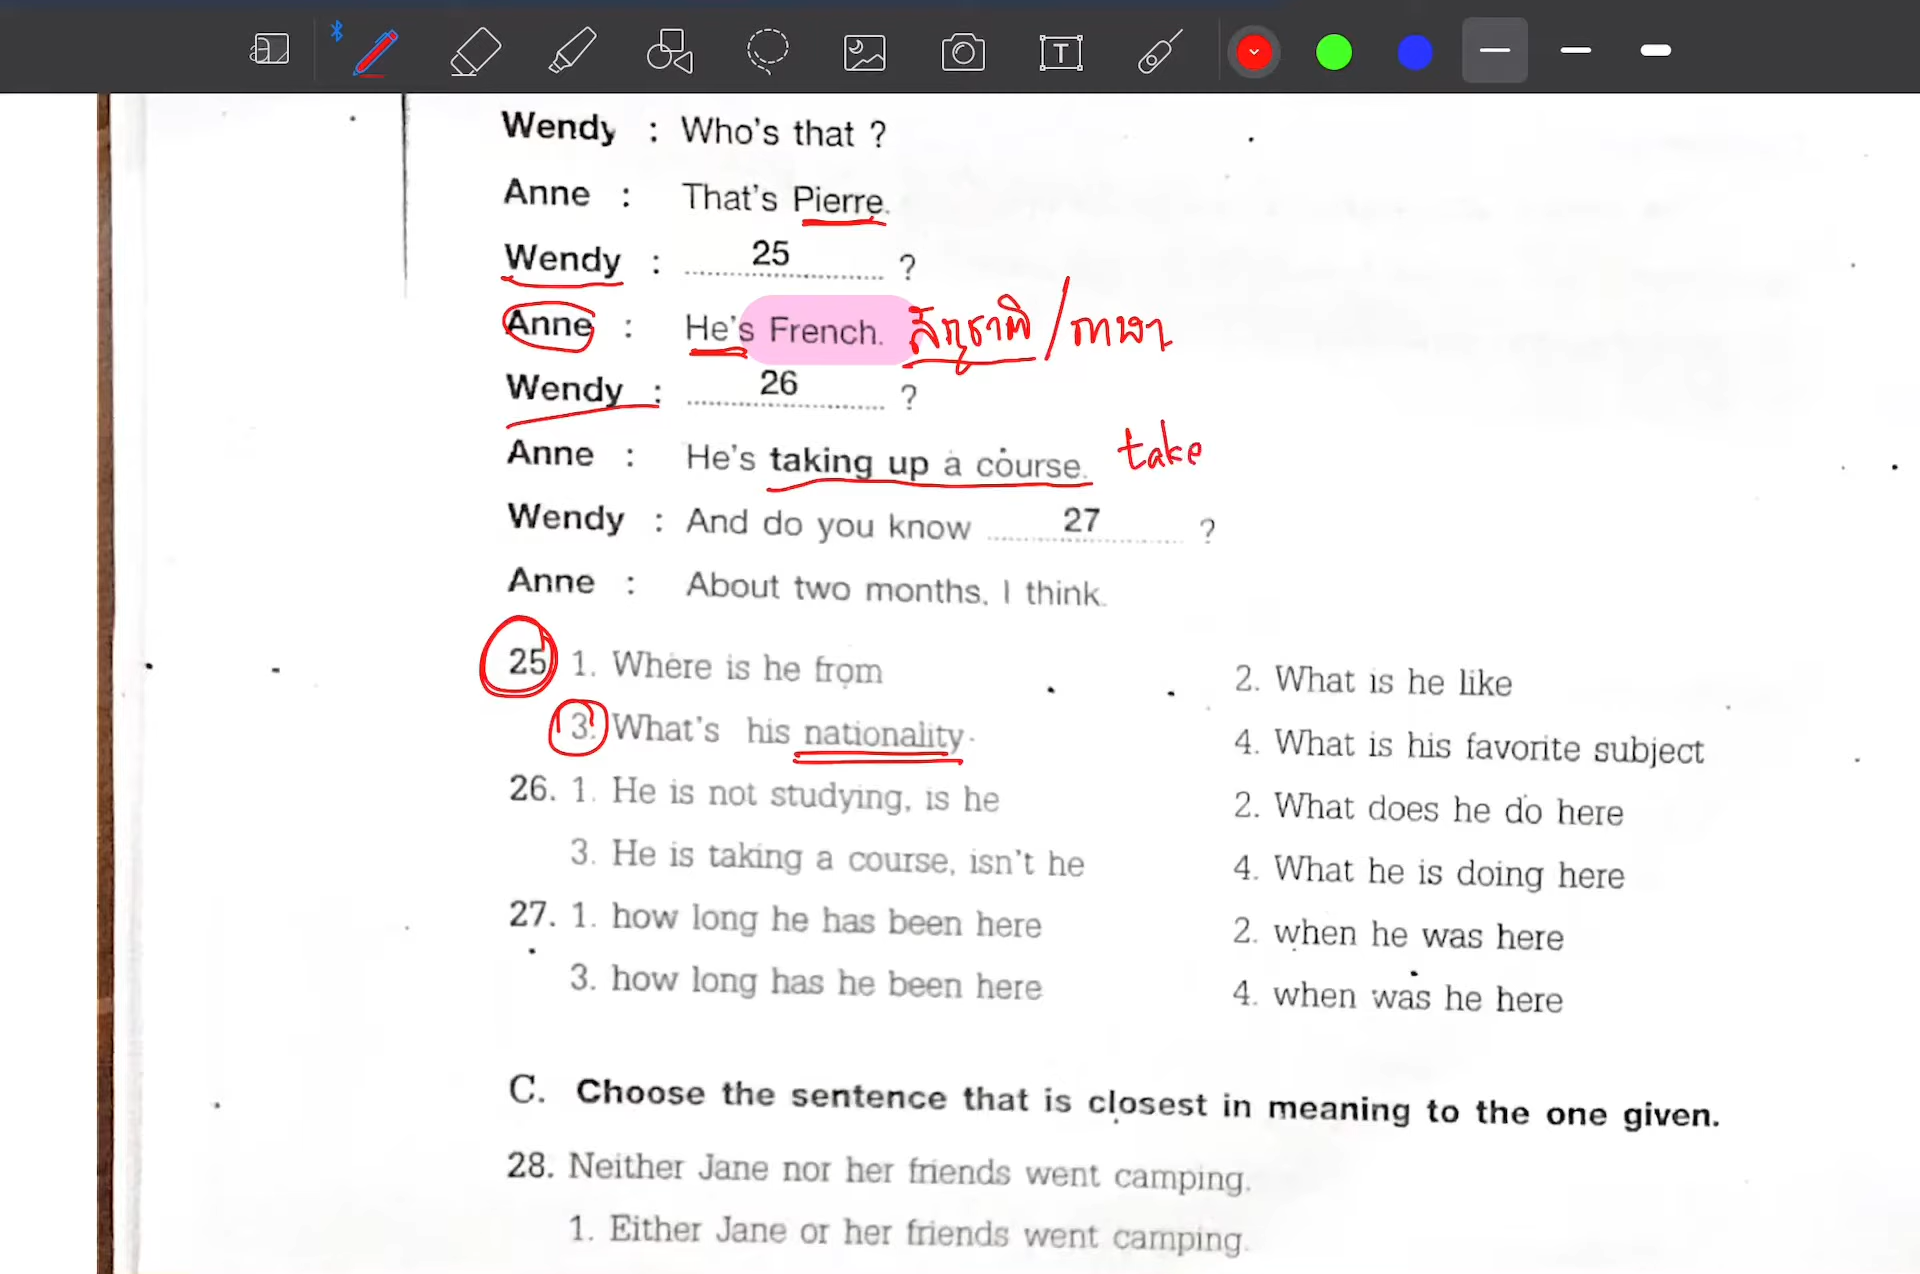 Wendy : Who's that ?
Anne : That's Pierre.
Wendy : 25 ?
Anne : He's French. สัญชาติ / ภาษา
Wendy : 26 ?
Anne : He's taking up a course. take
Wendy : And do you know 27 ?
Anne : About two months, I think.
25 1. Where is he from 2. What is he like
3. What's his nationality 4. What is his favorite subject
26. 1. He is not studying, is he 2. What does he do here
3. He is taking a course, isn't he 4. What he is doing here
27. 1. how long he has been here 2. when he was here
3. how long has he been here 4. when was he here
C. Choose the sentence that is closest in meaning to the one given.
28. Neither Jane nor her friends went camping.
1. Either Jane or her friends went camping.